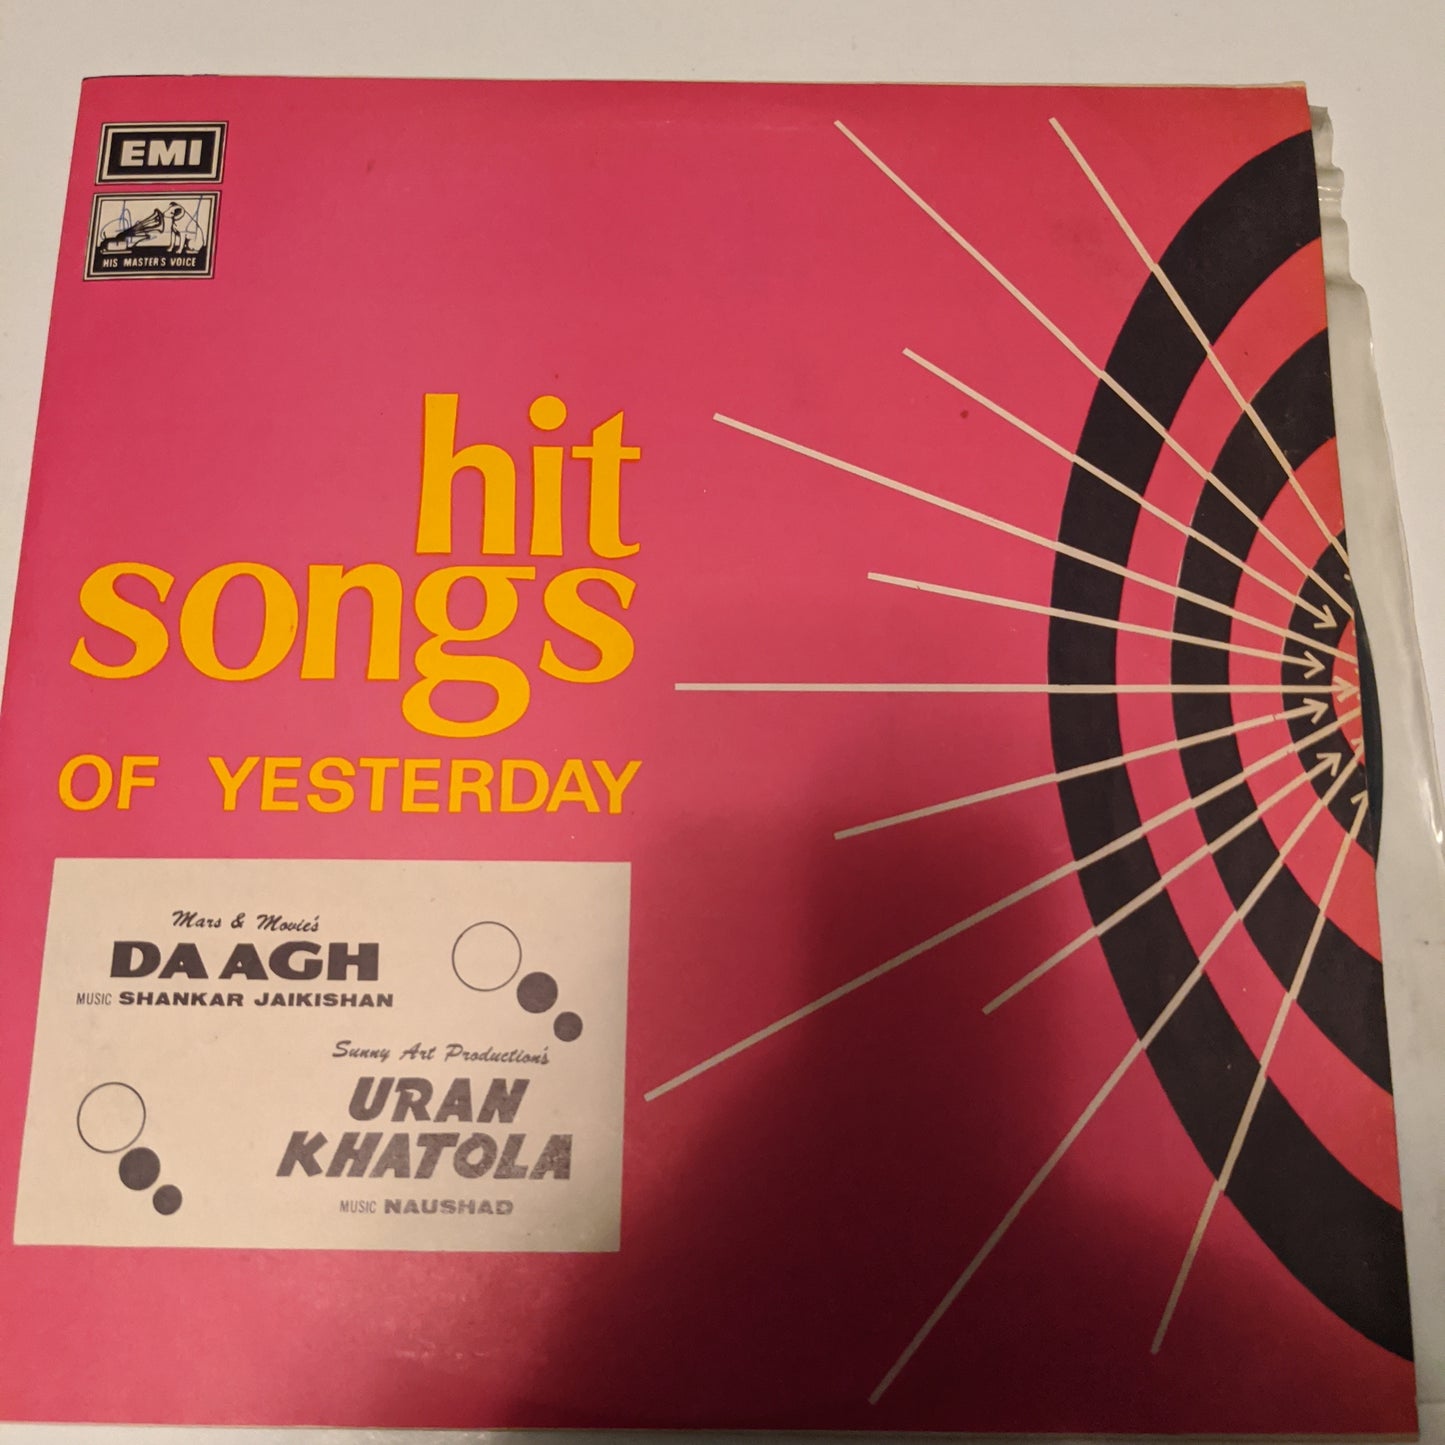 EMI
HIS MASTER'S VOICE
hit
songs
OF YESTERDAY
Mars & Movie's
DAAGH
MUSIC SHANKAR JAIKISHAN
Sunny Art Production's
URAN
KHATOLA
MUSIC NAUSHAD